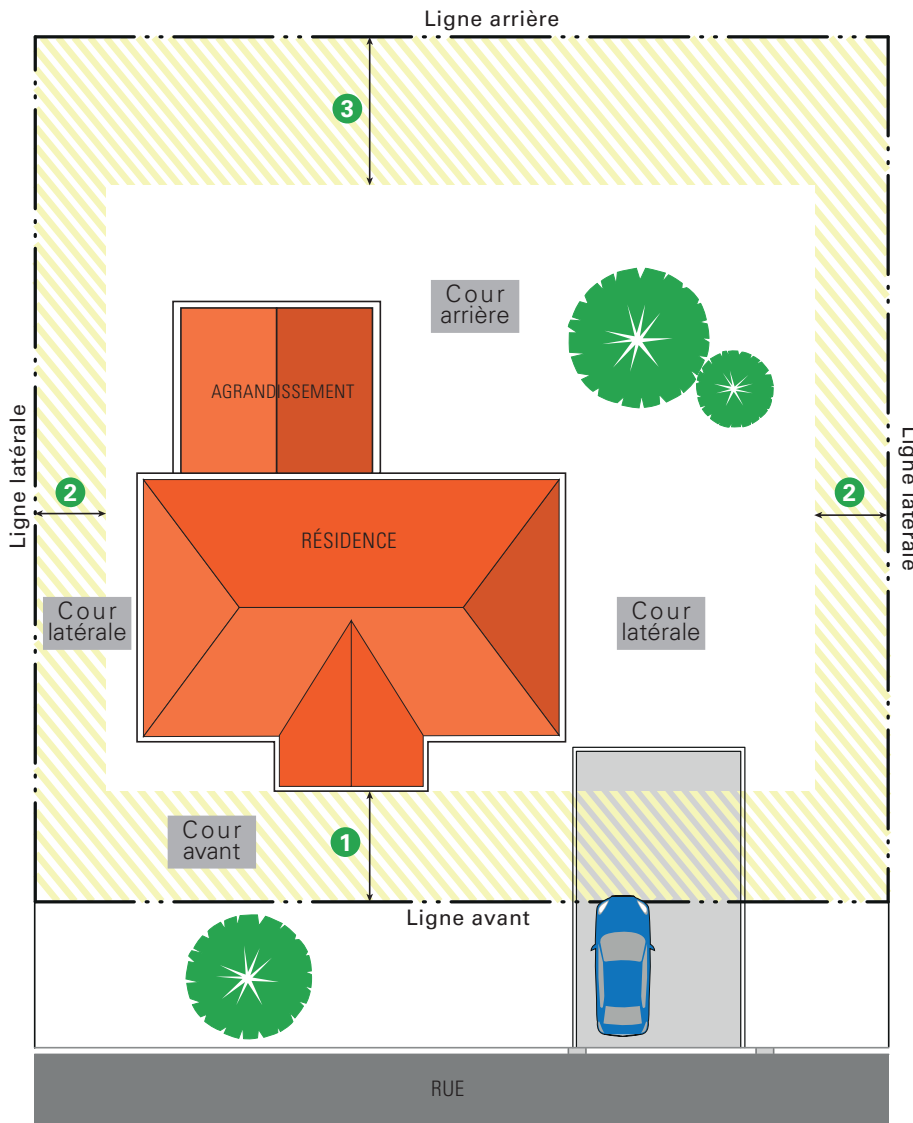 Ligne arrière
3
Cour
arrière
AGRANDISSEMENT
Ligne latérale
2
2
Ligne latérale
RÉSIDENCE
Cour
latérale
Cour
latérale
Cour
avant
1
Ligne avant
RUE